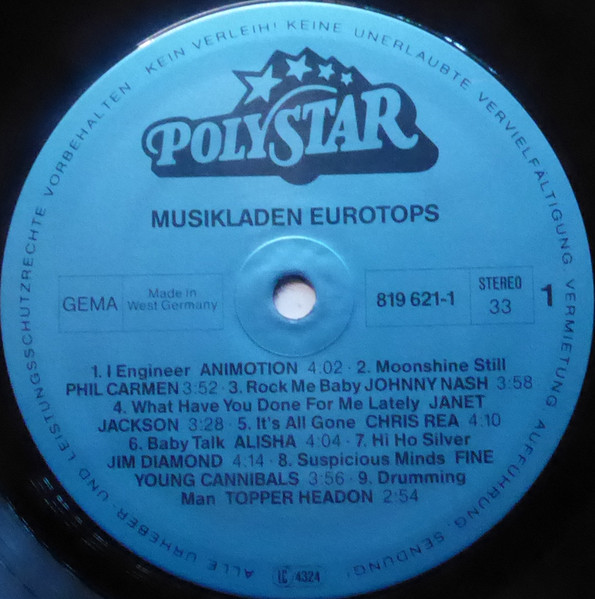 POLYSTAR
MUSIKLADEN EUROTOPS
GEMA
Made in
West Germany
819 621-1
STEREO
33
1
1. I Engineer ANIMOTION 4:02 · 2. Moonshine Still
PHIL CARMEN 3:52 · 3. Rock Me Baby JOHNNY NASH 3:58
4. What Have You Done For Me Lately JANET
JACKSON 3:28 · 5. It's All Gone CHRIS REA 4:10
6. Baby Talk ALISHA 4:04 · 7. Hi Ho Silver
JIM DIAMOND 4:14 · 8. Suspicious Minds FINE
YOUNG CANNIBALS 3:56 · 9. Drumming
Man TOPPER HEADON 2:54
LC 4324
ALLE URHEBER- UND LEISTUNGSSCHUTZRECHTE VORBEHALTEN. KEIN VERLEIH! KEINE UNERLAUBTE VERVIELFÄLTIGUNG, VERMIETUNG, AUFFÜHRUNG, SENDUNG!